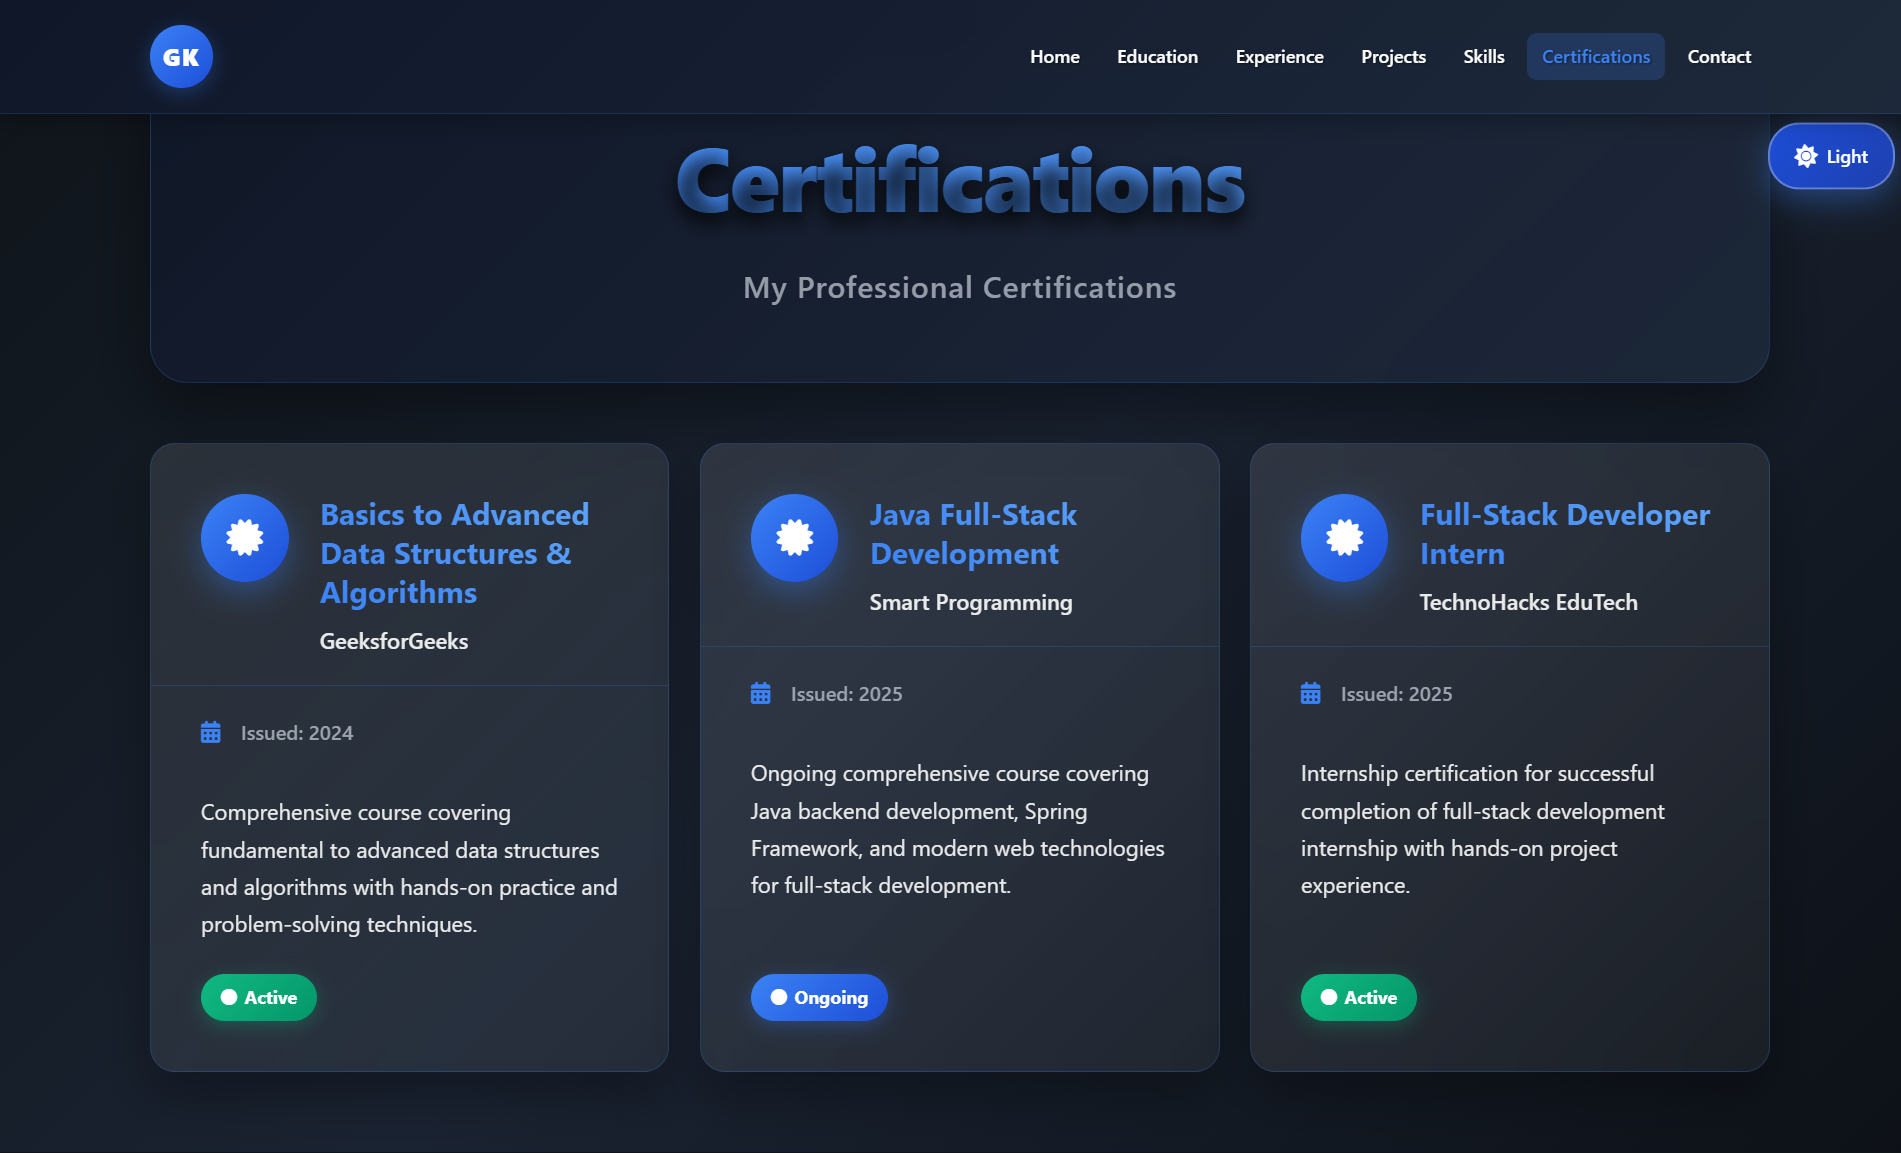 GK
Home Education Experience Projects Skills Certifications Contact
Light
Certifications
My Professional Certifications
Basics to Advanced
Data Structures &
Algorithms
GeeksforGeeks
Issued: 2024
Comprehensive course covering
fundamental to advanced data structures
and algorithms with hands-on practice and
problem-solving techniques.
Active
Java Full-Stack
Development
Smart Programming
Issued: 2025
Ongoing comprehensive course covering
Java backend development, Spring
Framework, and modern web technologies
for full-stack development.
Ongoing
Full-Stack Developer
Intern
TechnoHacks EduTech
Issued: 2025
Internship certification for successful
completion of full-stack development
internship with hands-on project
experience.
Active